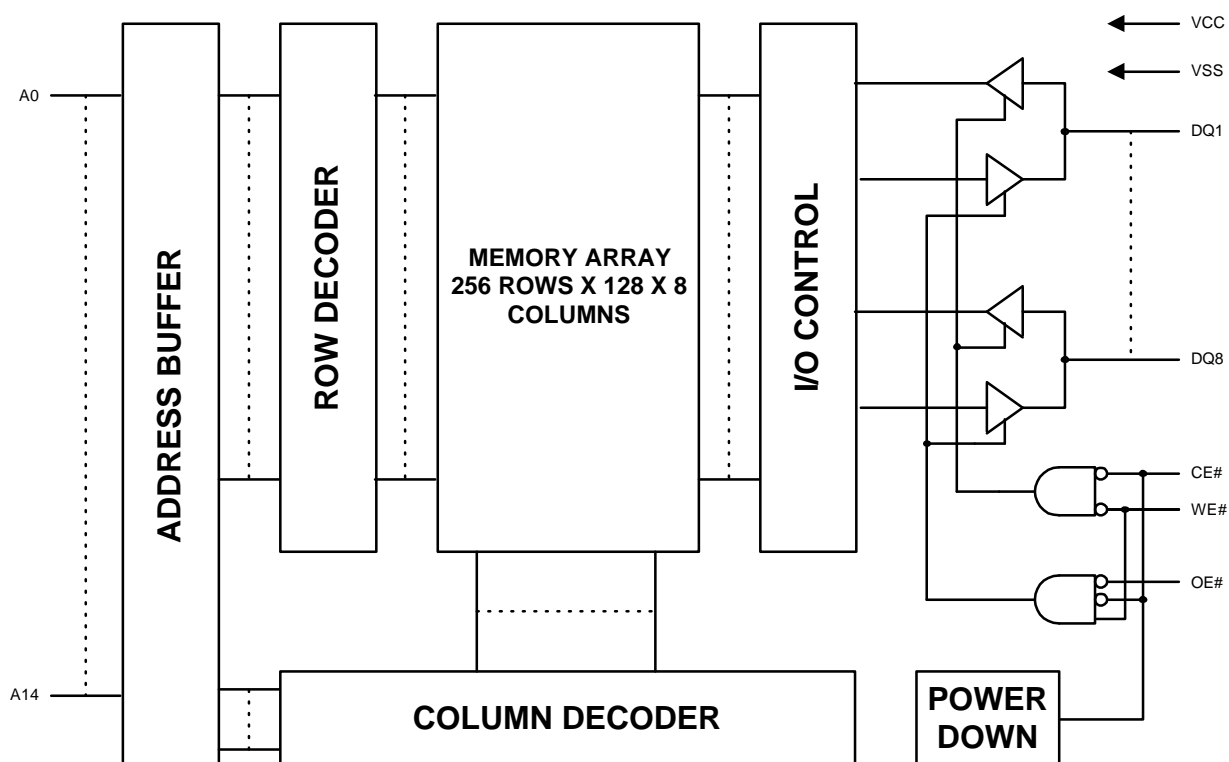 VCC
VSS
A0
DQ1
ADDRESS BUFFER
ROW DECODER
MEMORY ARRAY
256 ROWS X 128 X 8
COLUMNS
I/O CONTROL
DQ8
CE#
WE#
OE#
A14
COLUMN DECODER
POWER
DOWN